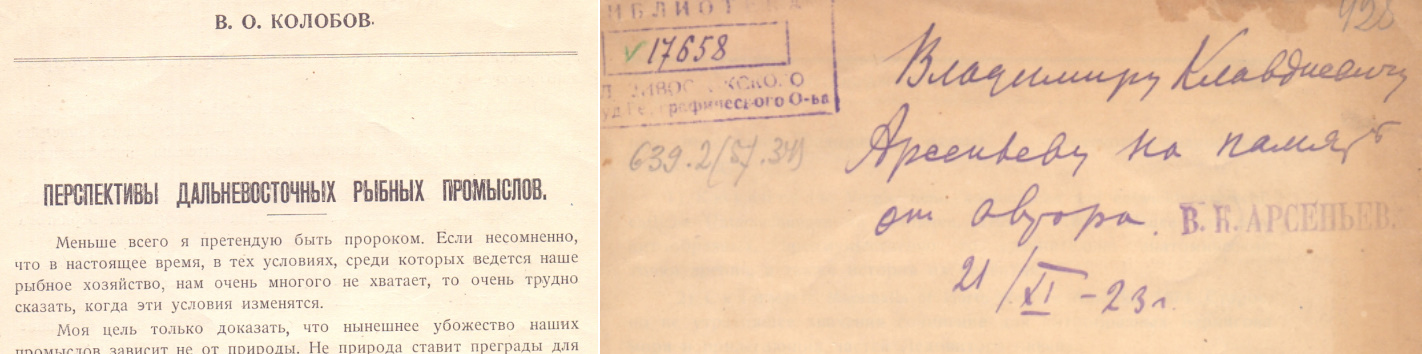 В. О. КОЛОБОВ.
ПЕРСПЕКТИВЫ ДАЛЬНЕВОСТОЧНЫХ РЫБНЫХ ПРОМЫСЛОВ.
Меньше всего я претендую быть пророком. Если несомненно,
что в настоящее время, в тех условиях, среди которых ведется наше
рыбное хозяйство, нам очень многого не хватает, то очень трудно
сказать, когда эти условия изменятся.
Моя цель только доказать, что нынешнее убожество наших
промыслов зависит не от природы. Не природа ставит преграды для
17658
Географического О-ва
639.2(57.34)
928
Владимиру Клавдиевичу
Арсеньеву на память
от автора.
В. К. АРСЕНЬЕВ.
21/XI-23 г.